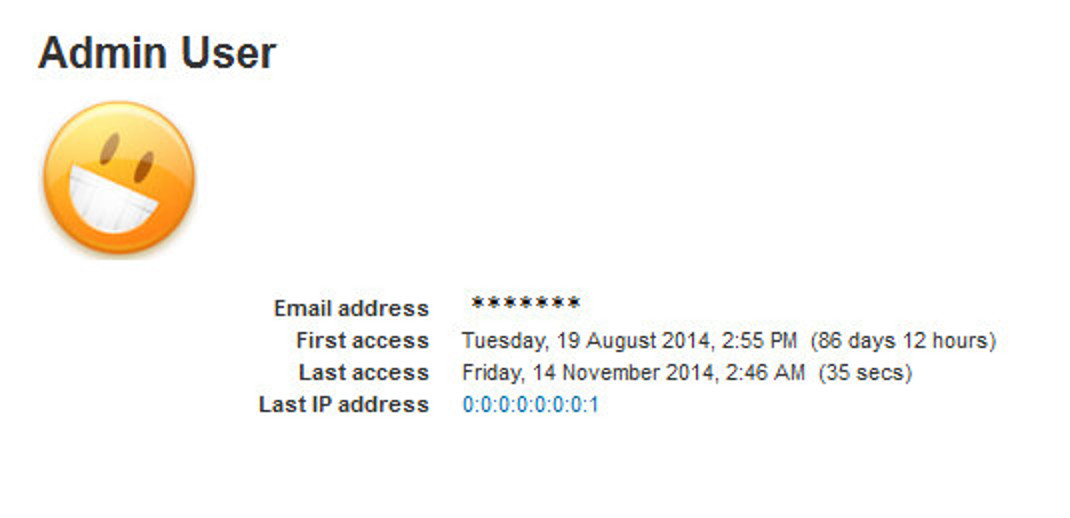 Admin User
Email address *******
First access Tuesday, 19 August 2014, 2:55 PM (86 days 12 hours)
Last access Friday, 14 November 2014, 2:46 AM (35 secs)
Last IP address 0:0:0:0:0:0:0:1